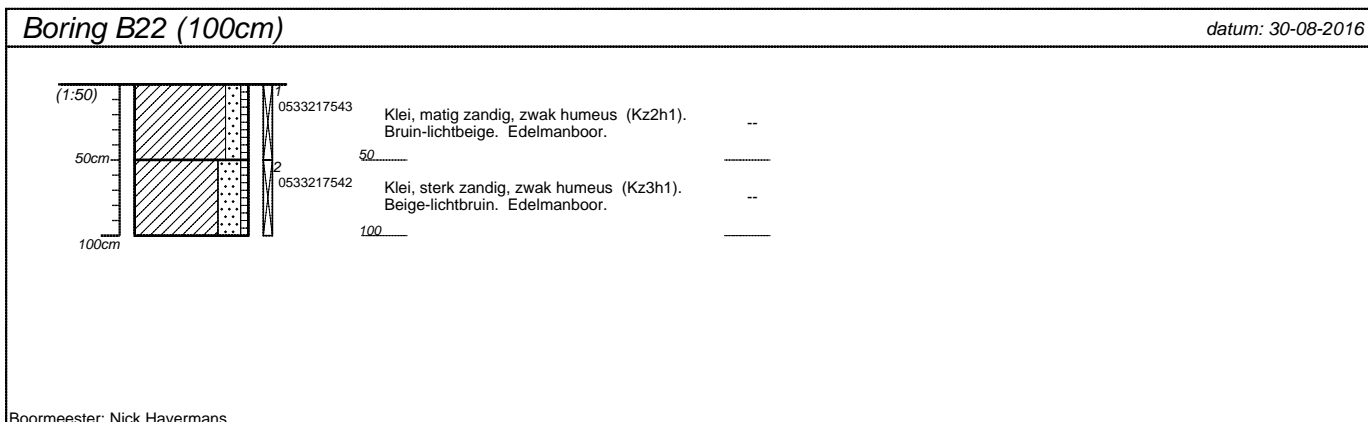 Boring B22 (100cm)
datum: 30-08-2016
(1:50)
1
0533217543
Klei, matig zandig, zwak humeus (Kz2h1).
Bruin-lichtbeige. Edelmanboor.
--
50cm
50
2
0533217542
Klei, sterk zandig, zwak humeus (Kz3h1).
Beige-lichtbruin. Edelmanboor.
--
100cm
100
Boormeester: Nick Havermans